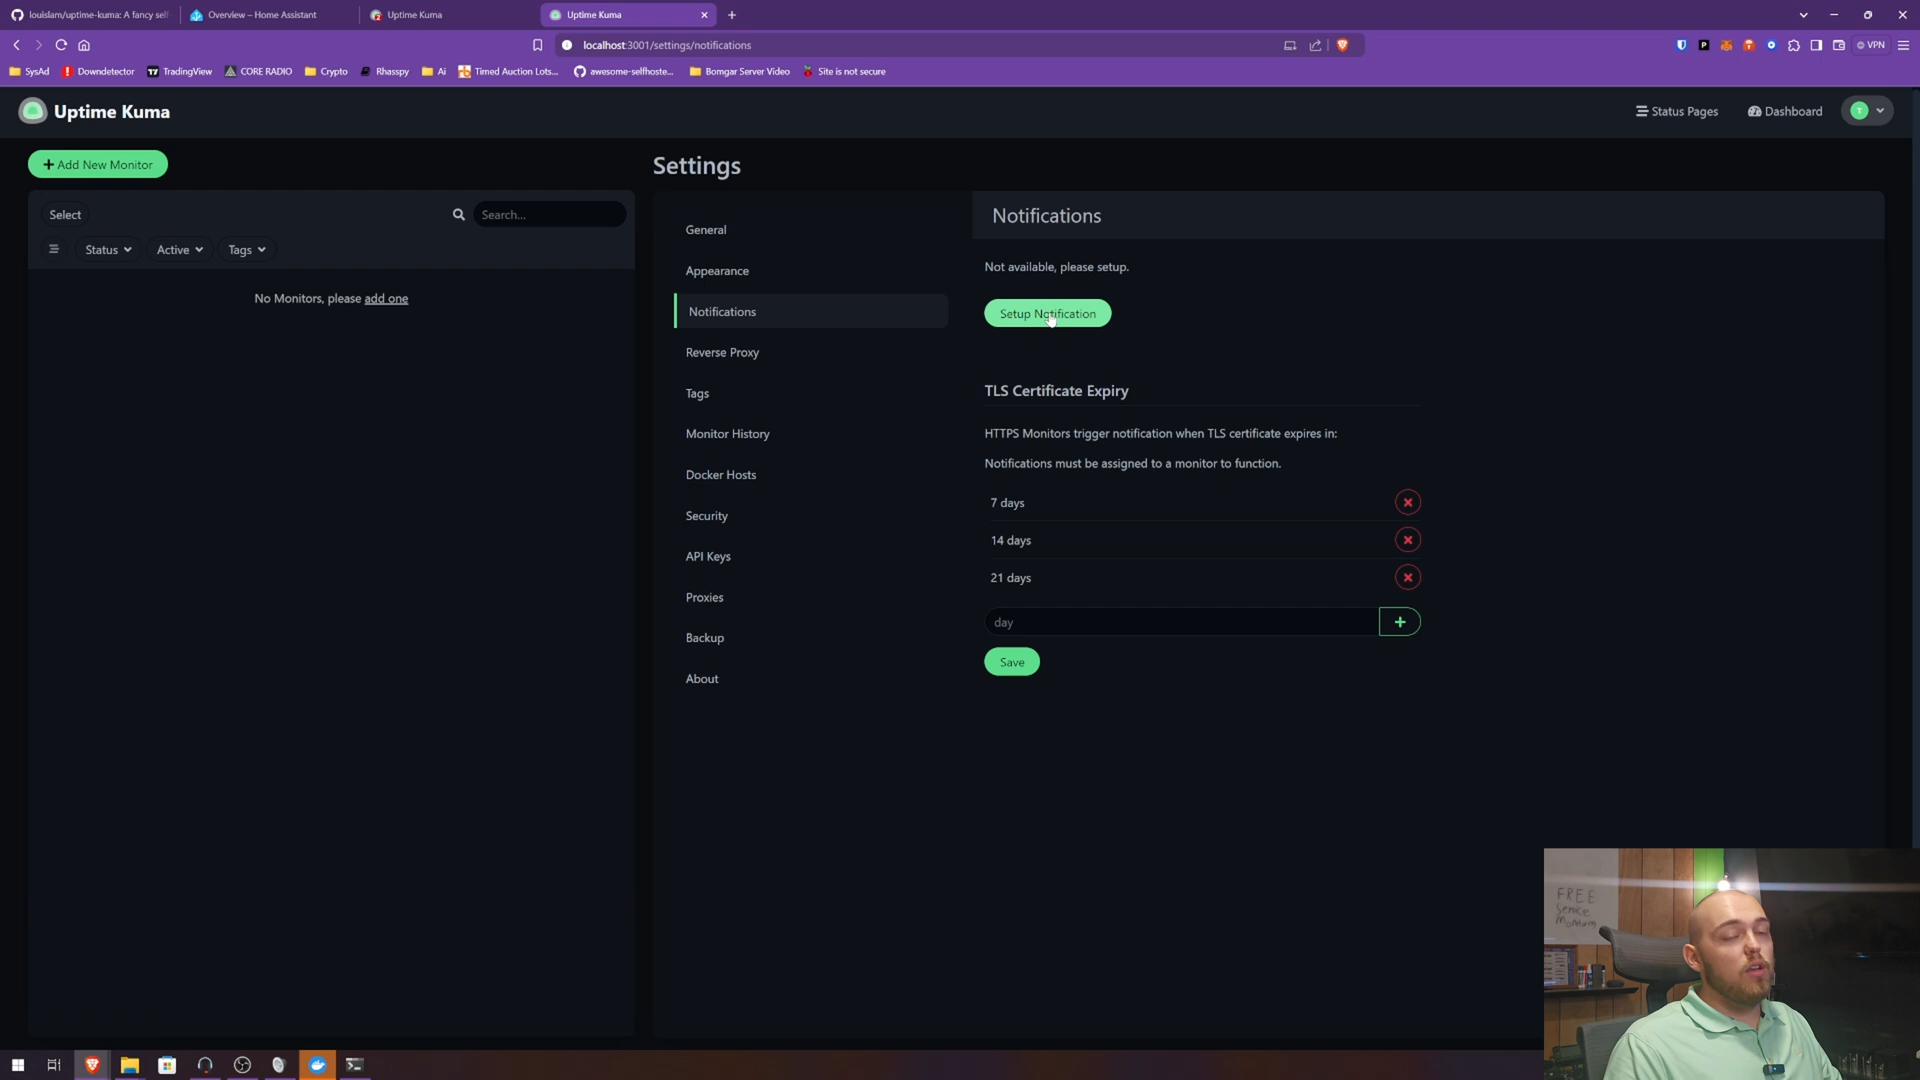 louislam/uptime-kuma: A fancy self
Overview – Home Assistant
Uptime Kuma
Uptime Kuma
localhost:3001/settings/notifications
VPN
SysAd
Downdetector
TradingView
CORE RADIO
Crypto
Rhasspy
Ai
Timed Auction Lots...
awesome-selfhoste...
Bomgar Server Video
Site is not secure
Uptime Kuma
Status Pages
Dashboard
T
+ Add New Monitor
Settings
Select
Search...
Status
Active
Tags
No Monitors, please add one
General
Appearance
Notifications
Reverse Proxy
Tags
Monitor History
Docker Hosts
Security
API Keys
Proxies
Backup
About
Notifications
Not available, please setup.
Setup Notification
TLS Certificate Expiry
HTTPS Monitors trigger notification when TLS certificate expires in:
Notifications must be assigned to a monitor to function.
7 days
14 days
21 days
day
+
Save
FREE
Service
Monitoring